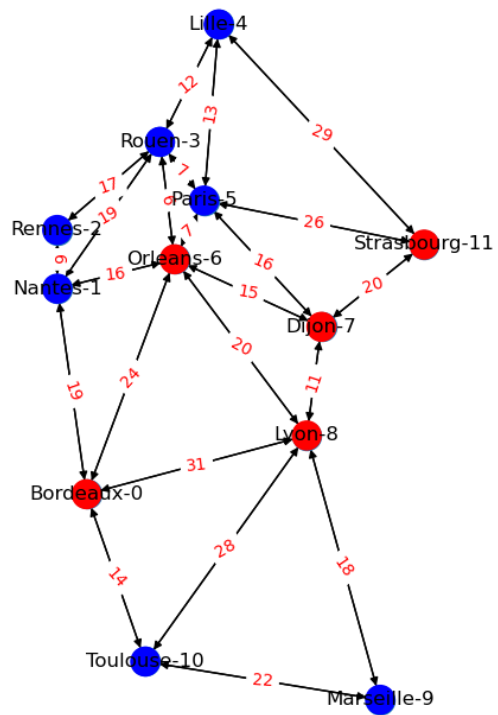 Lille-4
12
13
29
Rouen-3
7
17
19
Paris-5
26
Rennes-2
7
Strasbourg-11
Orleans-6
16
16
15
20
Nantes-1
Dijon-7
20
11
19
24
Lyon-8
31
Bordeaux-0
28
18
14
Toulouse-10
22
Marseille-9